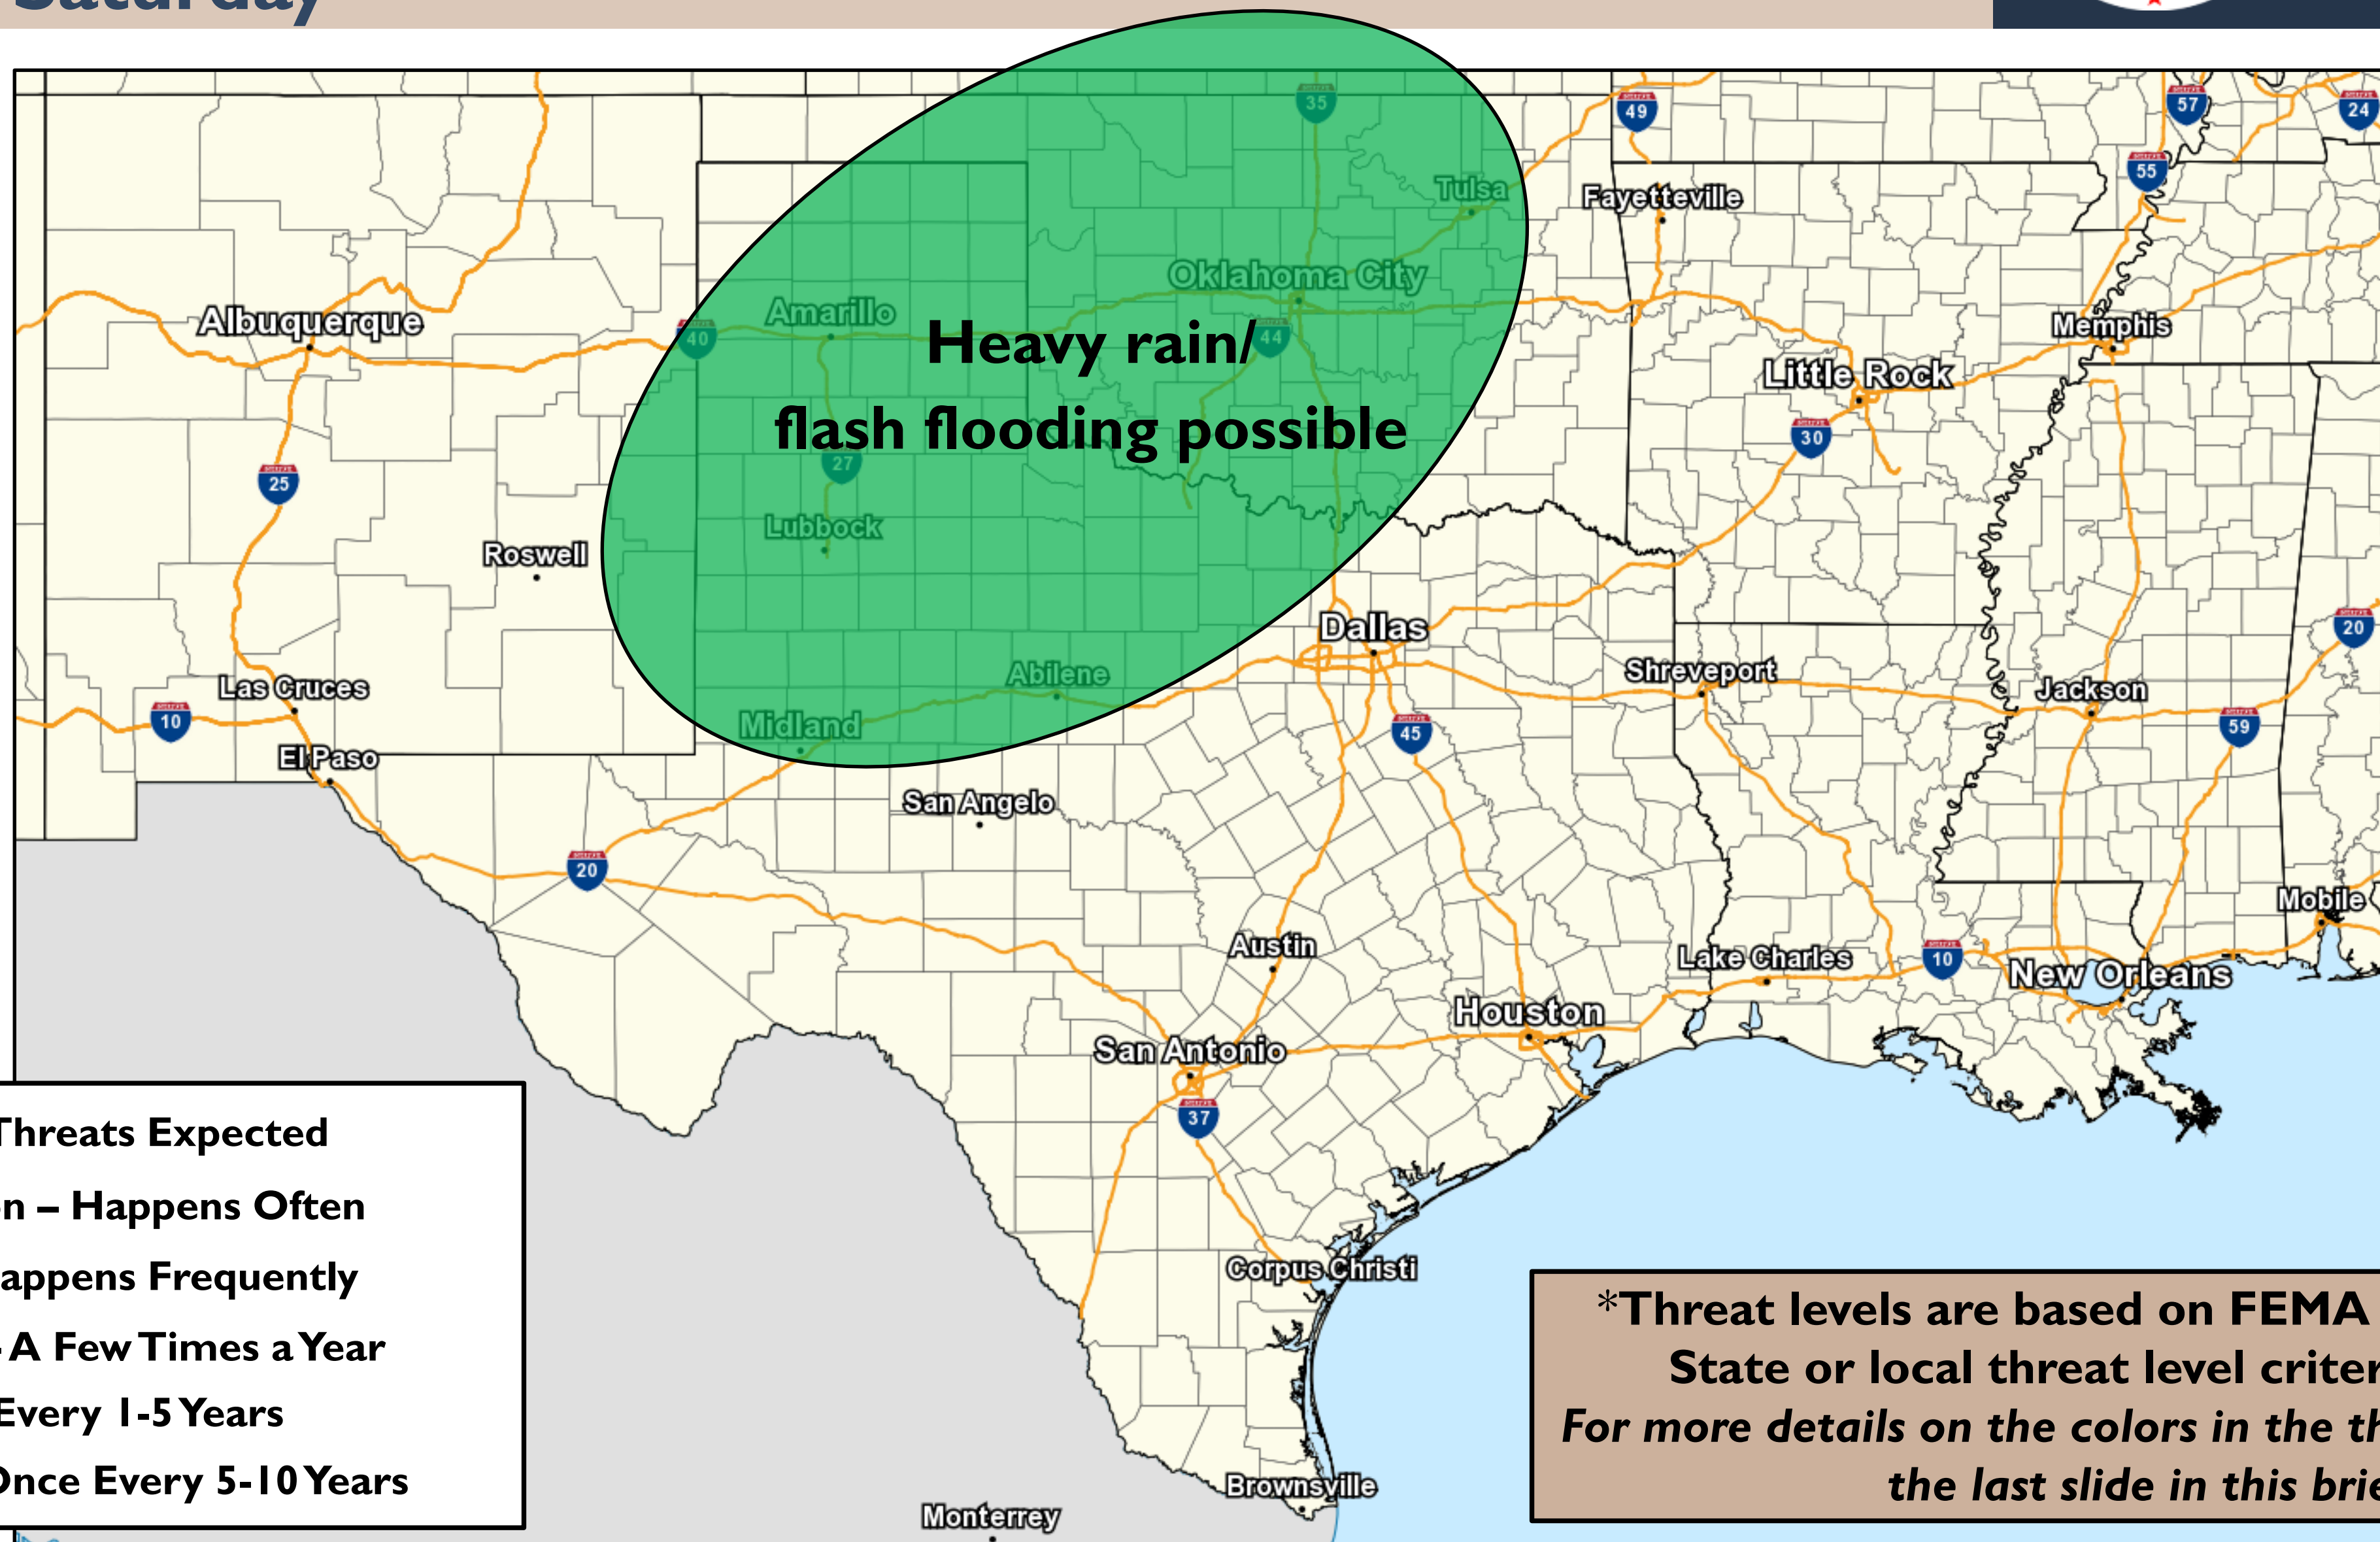 Saturday
35
49
57
24
55
Tulsa
Fayetteville
Oklahoma City
Amarillo
Albuquerque
40
44
Memphis
Heavy rain/
flash flooding possible
Little Rock
30
27
25
Lubbock
Roswell
Dallas
20
Abilene
Shreveport
Las Cruces
Jackson
10
Midland
45
59
El Paso
San Angelo
20
Mobile
Austin
Lake Charles
10
New Orleans
Houston
San Antonio
37
Corpus Christi
Brownsville
Monterrey
Threats Expected
n – Happens Often
appens Frequently
- A Few Times a Year
Every 1-5 Years
Once Every 5-10 Years
*Threat levels are based on FEMA
State or local threat level criter
For more details on the colors in the th
the last slide in this brie